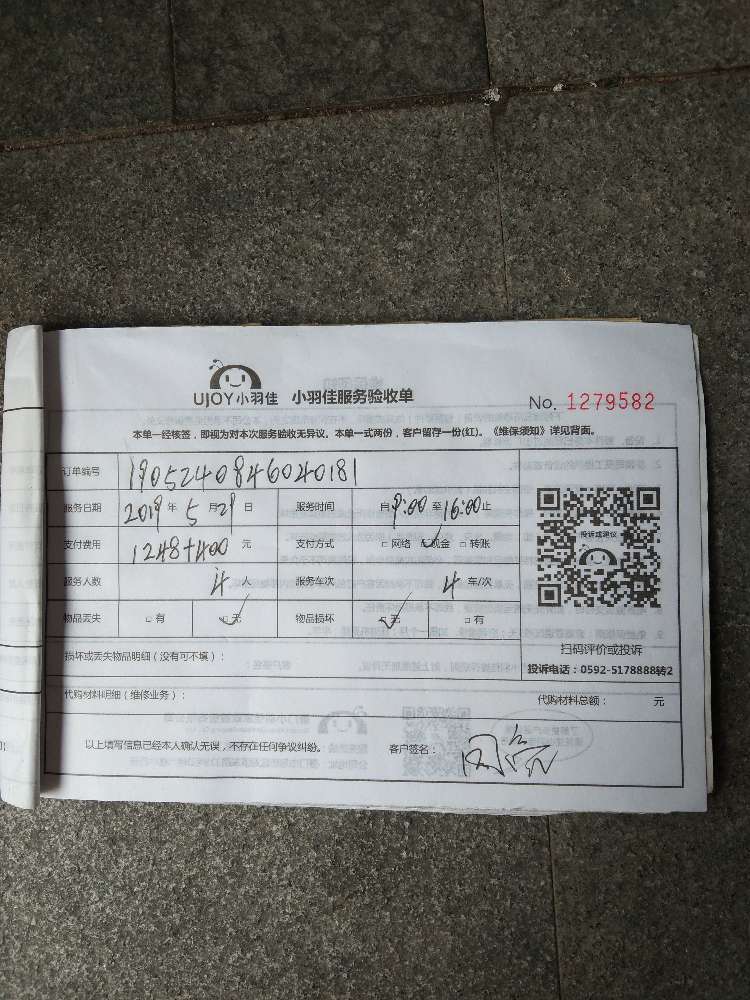 UJOY小羽佳 小羽佳服务验收单 No. 1279582
本单一经核签，即视为对本次服务验收无异议。本单一式两份，客户留存一份(红)。《维保须知》详见背面。
订单编号 1905240846040181
服务日期 2019 年 5 月 29 日 服务时间 自 9:00 至 16:00 止
支付费用 1248+400 元 支付方式 □ 网络 ☑ 现金 □ 转账
服务人数 4 人 服务车次 4 车/次
物品丢失 □ 有 ☑ 无 物品损坏 ☑ 无 □ 有
损坏或丢失物品明细（没有可不填）：
代购材料明细（维修业务）： 代购材料总额： 元
以上填写信息已经本人确认无误，不存在任何争议纠纷。 客户签名：
投诉或建议
扫码评价或投诉
投诉电话：0592-5178888转2